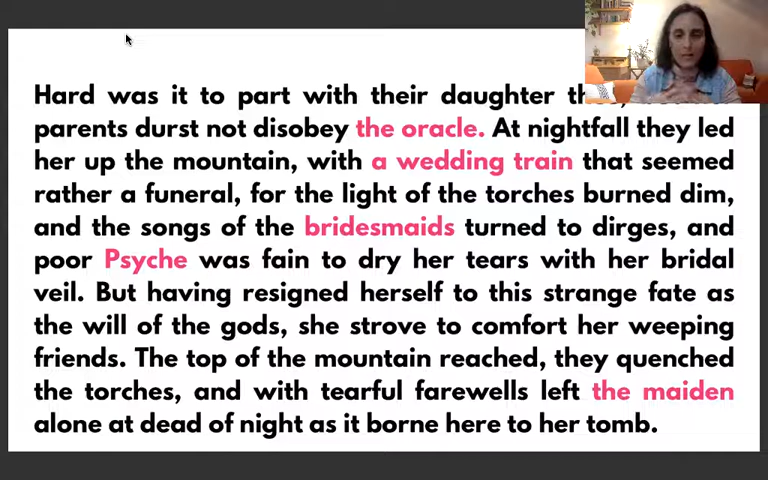 Hard was it to part with their daughter
parents durst not disobey the oracle. At nightfall they led
her up the mountain, with a wedding train that seemed
rather a funeral, for the light of the torches burned dim,
and the songs of the bridesmaids turned to dirges, and
poor Psyche was fain to dry her tears with her bridal
veil. But having resigned herself to this strange fate as
the will of the gods, she strove to comfort her weeping
friends. The top of the mountain reached, they quenched
the torches, and with tearful farewells left the maiden
alone at dead of night as it borne here to her tomb.